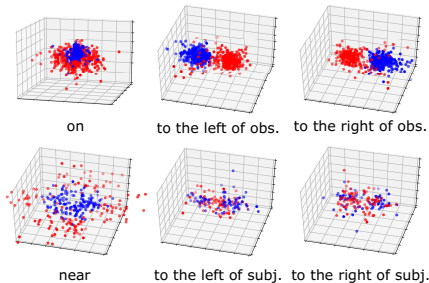 on
to the left of obs.
to the right of obs.
near
to the left of subj.
to the right of subj.